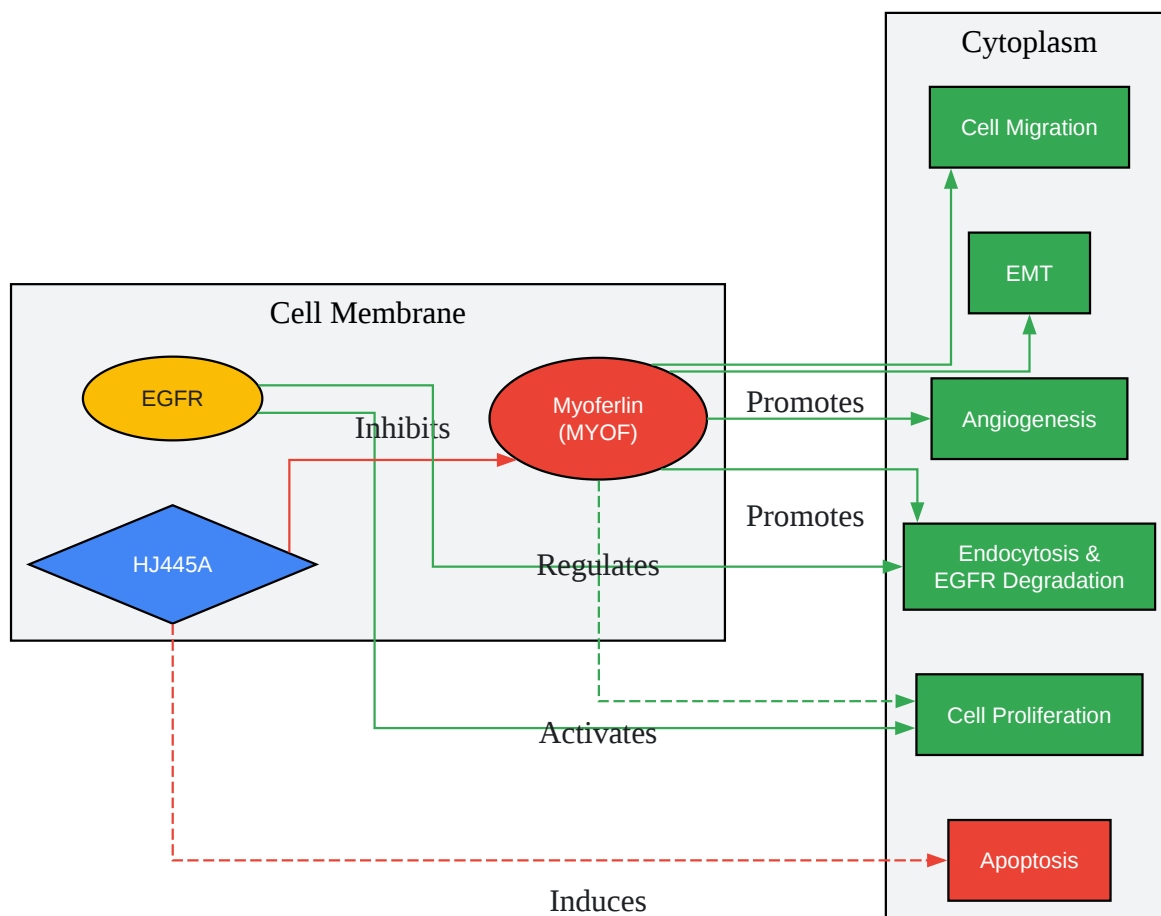 Cytoplasm
Cell Migration
EMT
Cell Membrane
EGFR
Myoferlin
(MYOF)
Promotes
Angiogenesis
Inhibits
Promotes
HJ445A
Regulates
Endocytosis &
EGFR Degradation
Cell Proliferation
Activates
Apoptosis
Induces